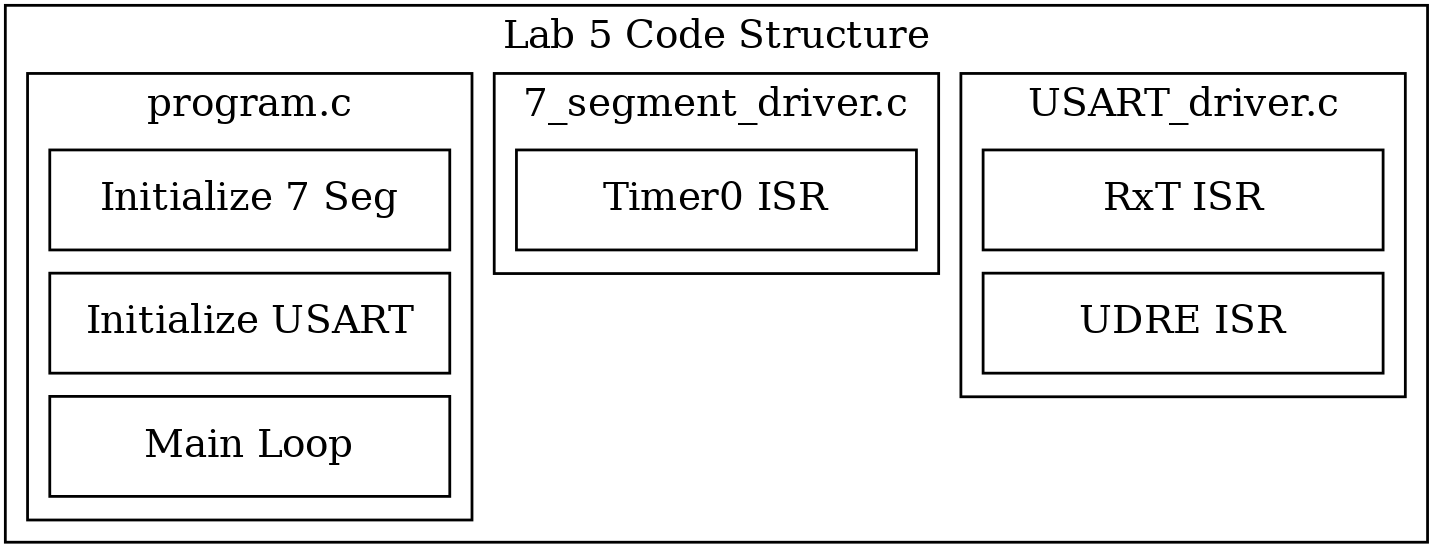 Lab 5 Code Structure
program.c
Initialize 7 Seg
Initialize USART
Main Loop
7_segment_driver.c
Timer0 ISR
USART_driver.c
RxT ISR
UDRE ISR